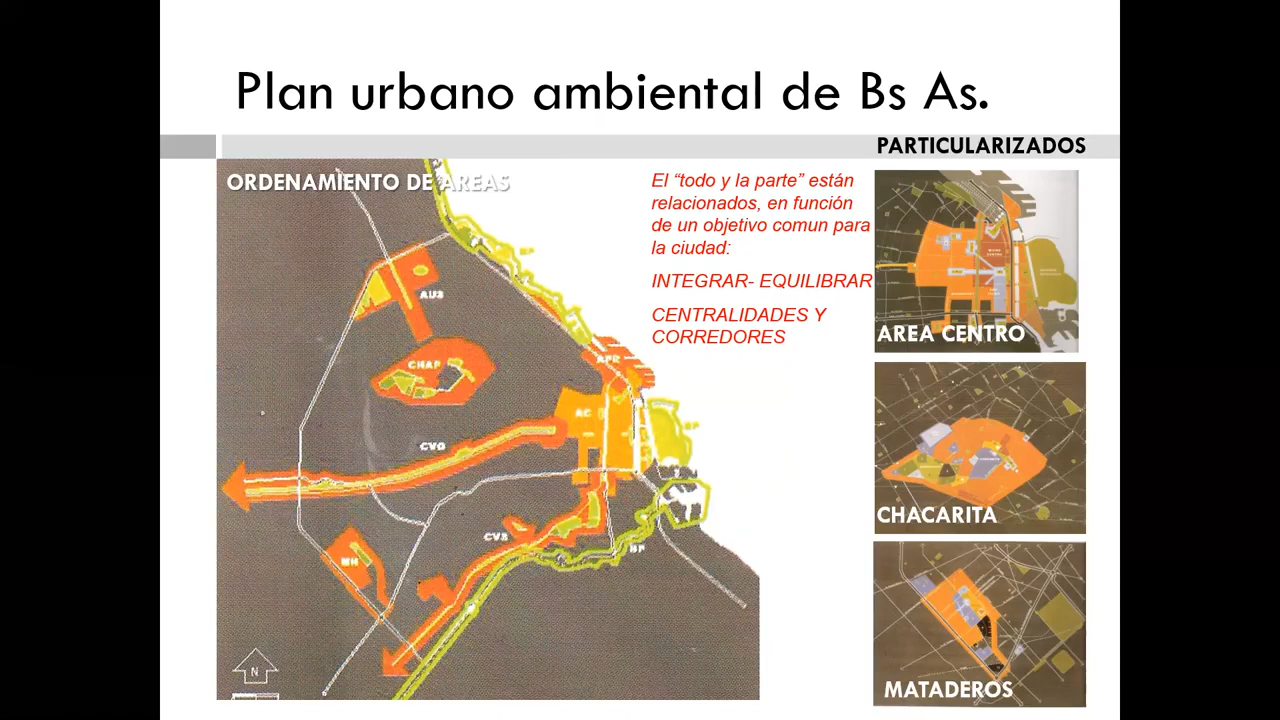 Plan urbano ambiental de Bs As.
PARTICULARIZADOS
ORDENAMIENTO DE AREAS
El “todo y la parte” están
relacionados, en función
de un objetivo comun para
la ciudad:
INTEGRAR- EQUILIBRAR
CENTRALIDADES Y
CORREDORES
AU3
CHAP
APR
AC
CVO
CVS
MH
N
AREA CENTRO
CHACARITA
MATADEROS